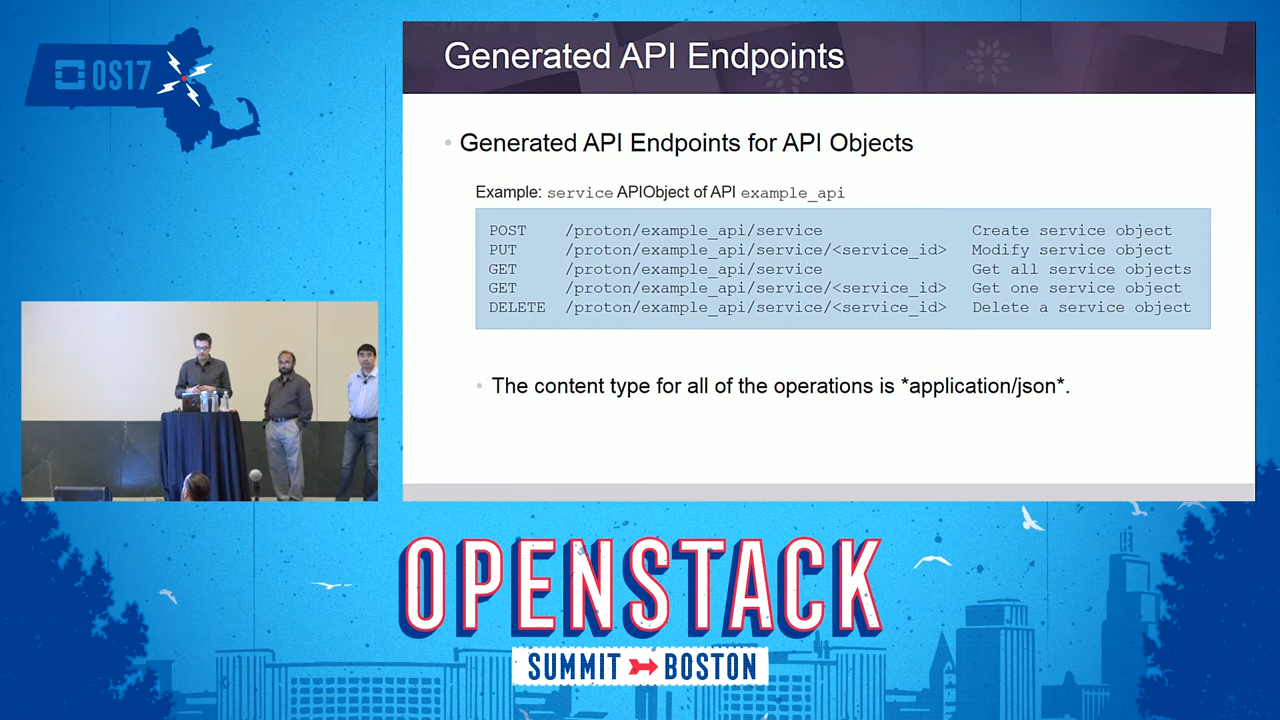 OS17
Generated API Endpoints
Generated API Endpoints for API Objects
Example: service APIObject of API example_api
POST /proton/example_api/service Create service object
PUT /proton/example_api/service/<service_id> Modify service object
GET /proton/example_api/service Get all service objects
GET /proton/example_api/service/<service_id> Get one service object
DELETE /proton/example_api/service/<service_id> Delete a service object
The content type for all of the operations is *application/json*.
OPENSTACK
SUMMIT BOSTON